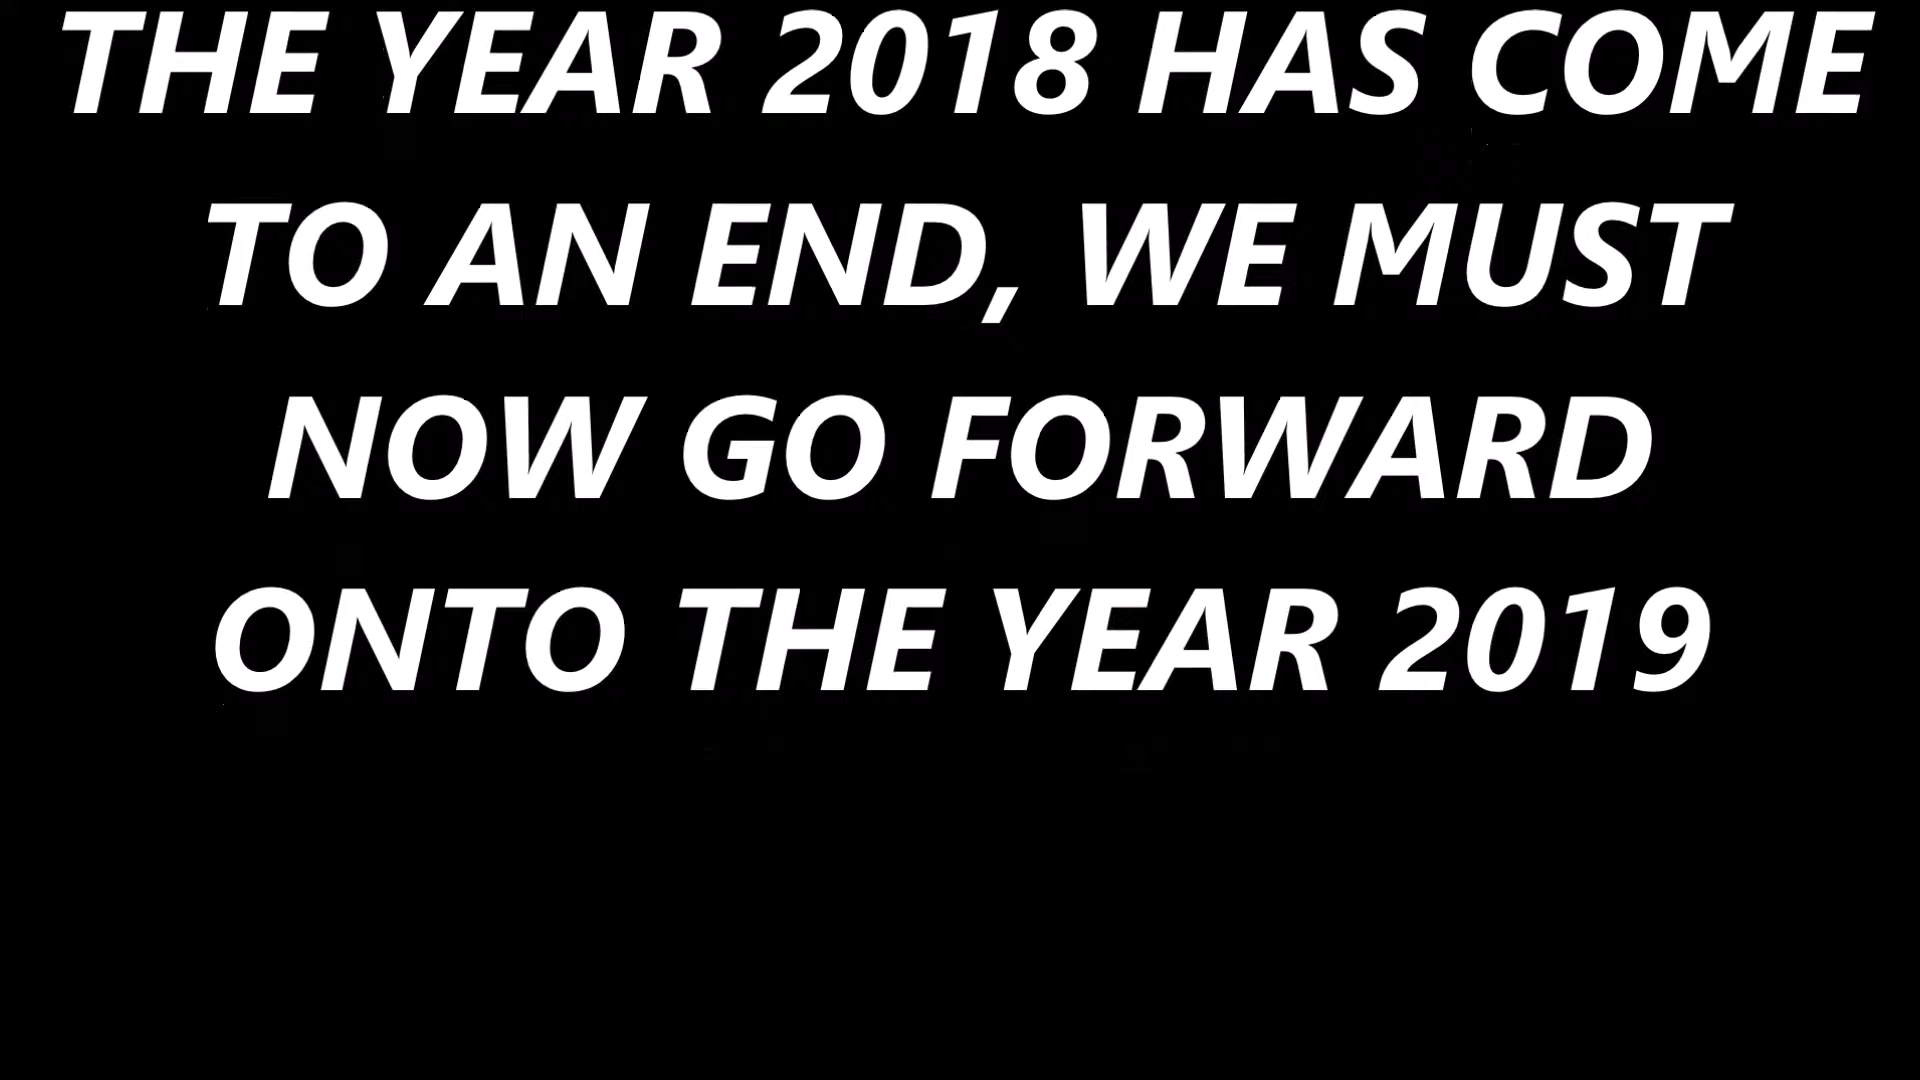 THE YEAR 2018 HAS COME
TO AN END, WE MUST
NOW GO FORWARD
ONTO THE YEAR 2019